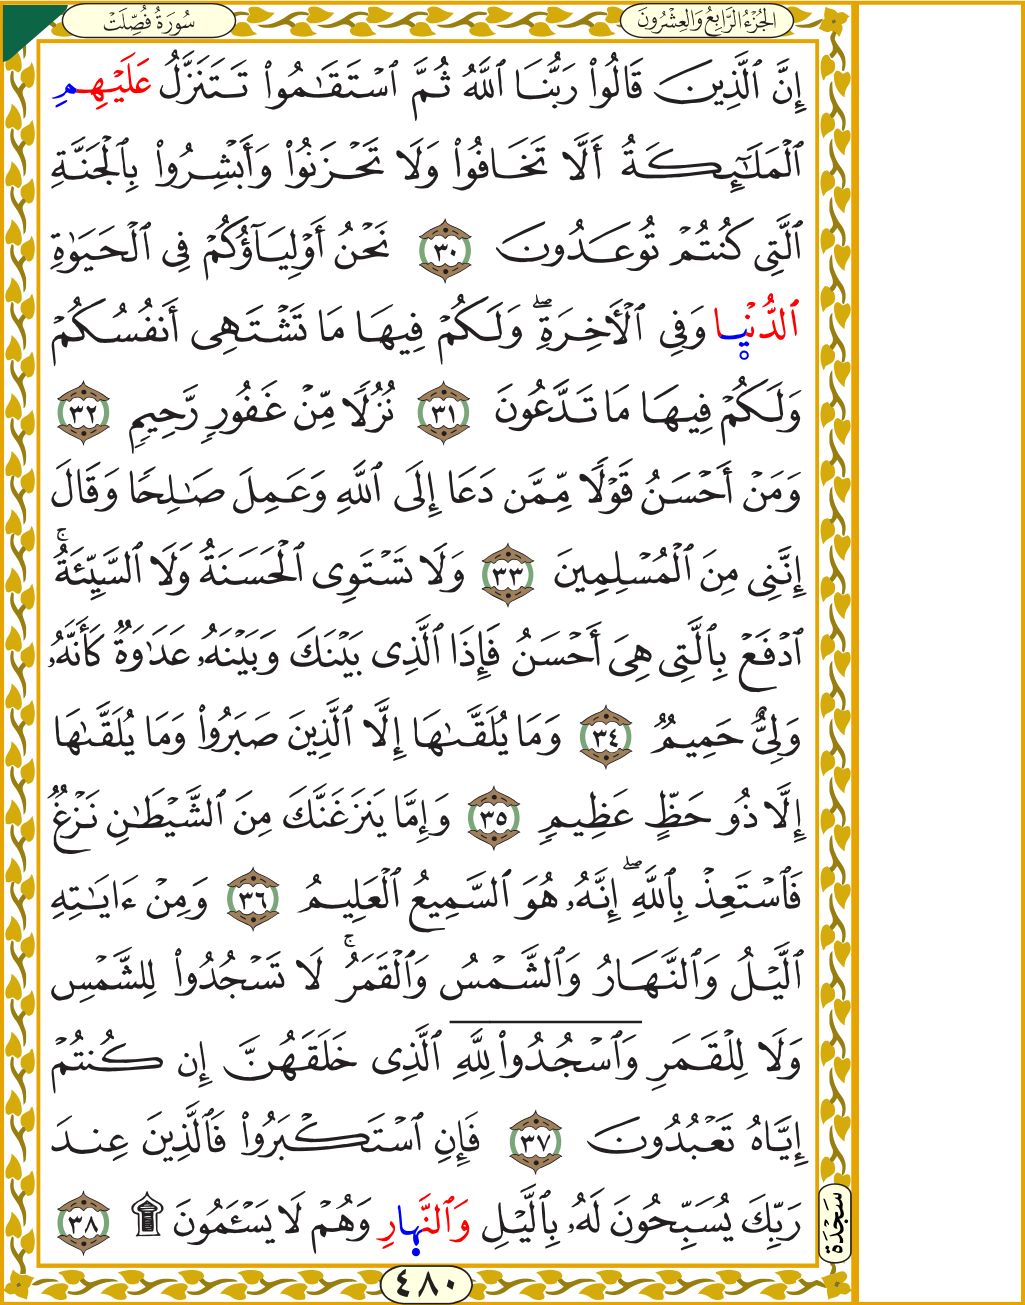 سُورَةُ فُصِّلَتْ
الجُزْءُ الرَّابِعُ وَالعِشْرُونَ
إِنَّ ٱلَّذِينَ قَالُوا۟ رَبُّنَا ٱللَّهُ ثُمَّ ٱسْتَقَٰمُوا۟ تَتَنَزَّلُ عَلَيْهِمِ
ٱلْمَلَٰٓئِكَةُ أَلَّا تَخَافُوا۟ وَلَا تَحْزَنُوا۟ وَأَبْشِرُوا۟ بِٱلْجَنَّةِ
ٱلَّتِى كُنتُمْ تُوعَدُونَ ٣٠ نَحْنُ أَوْلِيَآؤُكُمْ فِى ٱلْحَيَوٰةِ
ٱلدُّنْيَا وَفِى ٱلْأَخِرَةِ ۖ وَلَكُمْ فِيهَا مَا تَشْتَهِى أَنفُسُكُمْ
وَلَكُمْ فِيهَا مَا تَدَّعُونَ ٣١ نُزُلًا مِّنْ غَفُورٍ رَّحِيمٍ ٣٢
وَمَنْ أَحْسَنُ قَوْلًا مِّمَّن دَعَا إِلَى ٱللَّهِ وَعَمِلَ صَٰلِحًا وَقَالَ
إِنَّنِى مِنَ ٱلْمُسْلِمِينَ ٣٣ وَلَا تَسْتَوِى ٱلْحَسَنَةُ وَلَا ٱلسَّيِّئَةُ ۚ
ٱدْفَعْ بِٱلَّتِى هِىَ أَحْسَنُ فَإِذَا ٱلَّذِى بَيْنَكَ وَبَيْنَهُۥ عَدَٰوَةٌ كَأَنَّهُۥ
وَلِىٌّ حَمِيمٌ ٣٤ وَمَا يُلَقَّىٰهَا إِلَّا ٱلَّذِينَ صَبَرُوا۟ وَمَا يُلَقَّىٰهَا
إِلَّا ذُو حَظٍّ عَظِيمٍ ٣٥ وَإِمَّا يَنزَغَنَّكَ مِنَ ٱلشَّيْطَٰنِ نَزْغٌ
فَٱسْتَعِذْ بِٱللَّهِ ۖ إِنَّهُۥ هُوَ ٱلسَّمِيعُ ٱلْعَلِيمُ ٣٦ وَمِنْ ءَايَٰتِهِ
ٱلَّيْلُ وَٱلنَّهَارُ وَٱلشَّمْسُ وَٱلْقَمَرُ ۚ لَا تَسْجُدُوا۟ لِلشَّمْسِ
وَلَا لِلْقَمَرِ وَٱسْجُدُوا۟ لِلَّهِ ٱلَّذِى خَلَقَهُنَّ إِن كُنتُمْ
إِيَّاهُ تَعْبُدُونَ ٣٧ فَإِنِ ٱسْتَكْبَرُوا۟ فَٱلَّذِينَ عِندَ
رَبِّكَ يُسَبِّحُونَ لَهُۥ بِٱلَّيْلِ وَٱلنَّهَارِ وَهُمْ لَا يَسْـَٔمُونَ ۩ ٣٨
سَجْدَة
٤٨٠